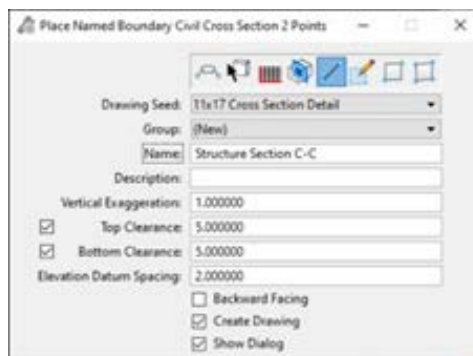 Place Named Boundary Civil Cross Section 2 Points
Drawing Seed: 11x17 Cross Section Detail
Group: (New)
Name: Structure Section C-C
Description:
Vertical Exaggeration: 1.000000
Top Clearance: 5.000000
Bottom Clearance: 5.000000
Elevation Datum Spacing: 2.000000
Backward Facing
Create Drawing
Show Dialog